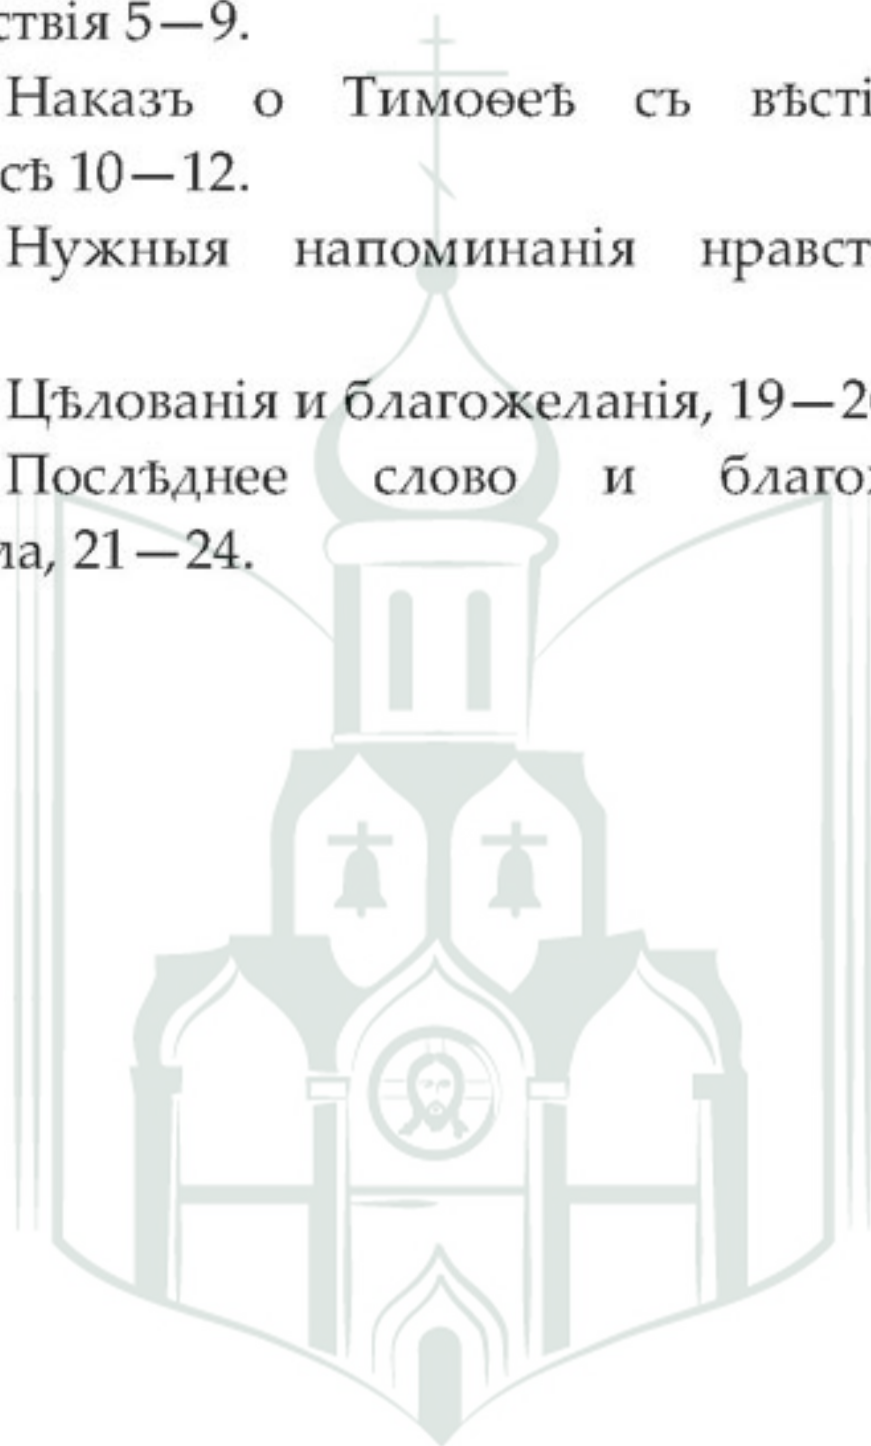 ствія 5—9.
Наказъ о Тимоѳеѣ съ вѣсті
сѣ 10—12.
Нужныя напоминанія нравст
Цѣлованія и благожеланія, 19—2
Послѣднее слово и благо
ла, 21—24.